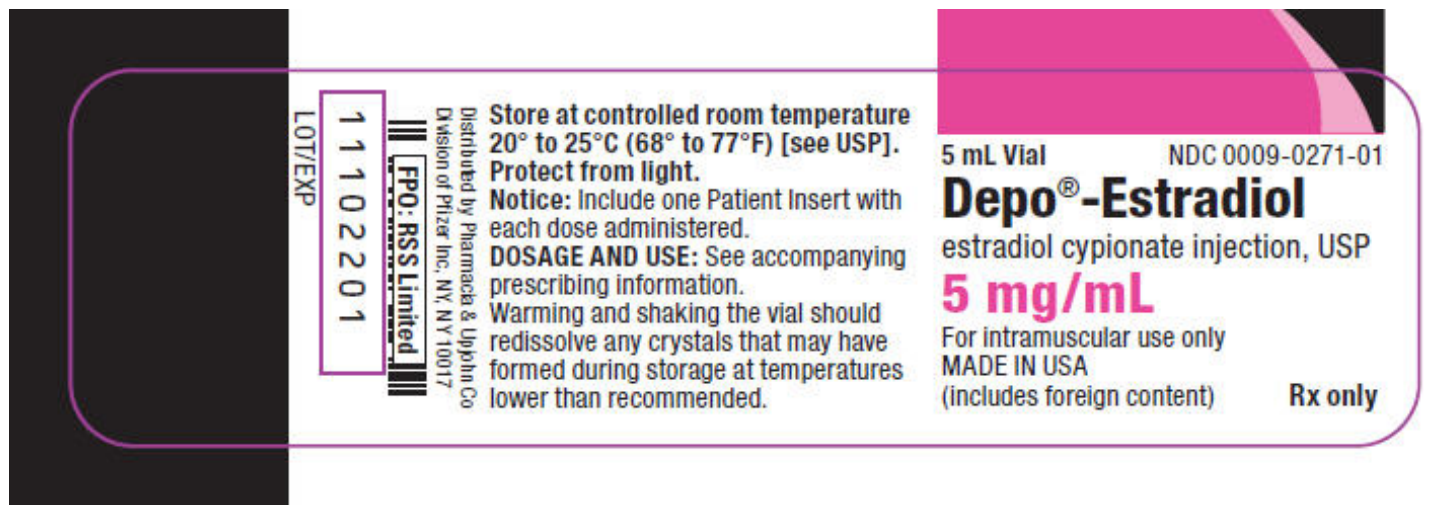 LOT/EXP
11102201
FPO: RSS Limited
Distributed by Pharmacia & Upjohn Co
Division of Pfizer Inc, NY, NY 10017
Store at controlled room temperature
20° to 25°C (68° to 77°F) [see USP].
Protect from light.
Notice: Include one Patient Insert with
each dose administered.
DOSAGE AND USE: See accompanying
prescribing information.
Warming and shaking the vial should
redissolve any crystals that may have
formed during storage at temperatures
lower than recommended.
5 mL Vial NDC 0009-0271-01
Depo®-Estradiol
estradiol cypionate injection, USP
5 mg/mL
For intramuscular use only
MADE IN USA
(includes foreign content) Rx only